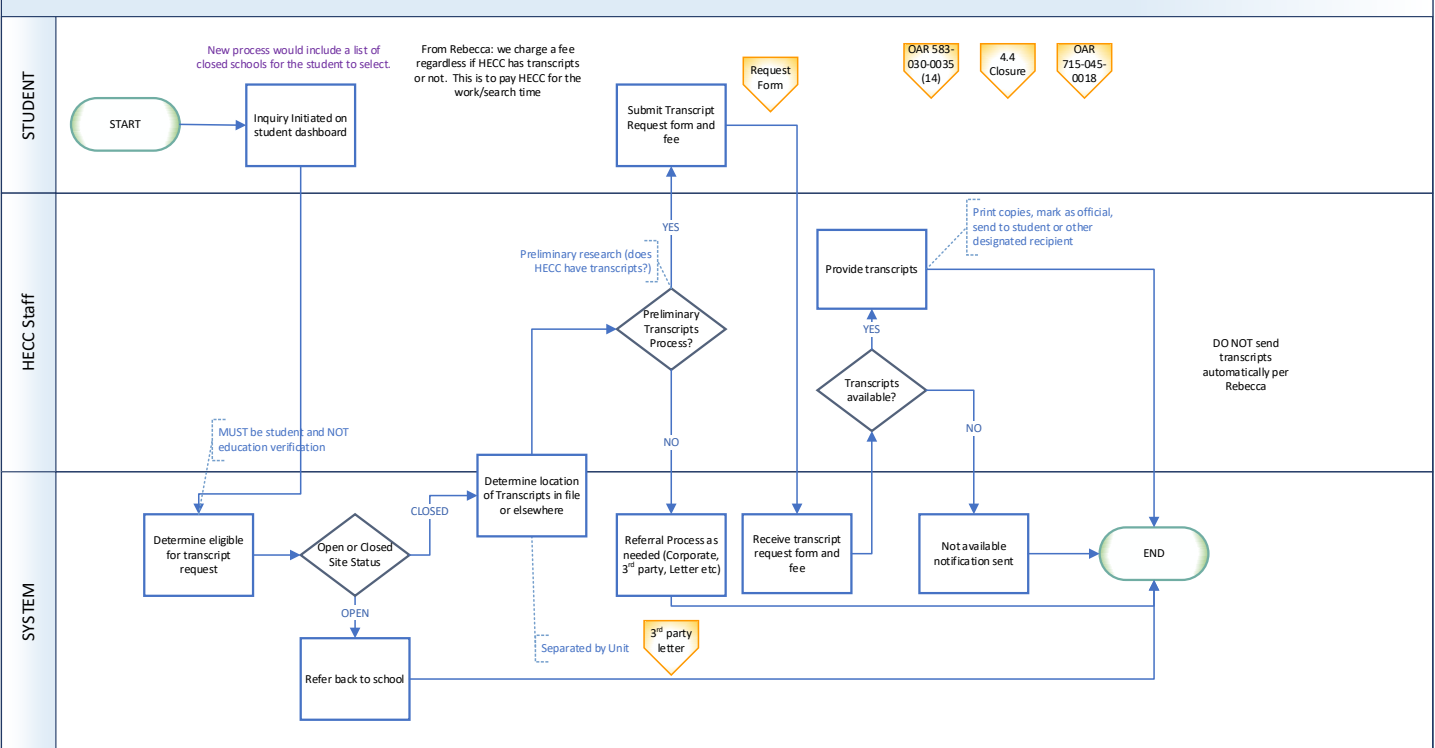 STUDENT
New process would include a list of
closed schools for the student to select.
From Rebecca: we charge a fee
regardless if HECC has transcripts
or not.  This is to pay HECC for the
work/search time
START
Inquiry Initiated on
student dashboard
Submit Transcript
Request form and
fee
Request
Form
OAR 583-
030-0035
(14)
4.4
Closure
OAR
715-045-
0018
HECC Staff
YES
Preliminary research (does
HECC have transcripts?)
Preliminary
Transcripts
Process?
NO
Print copies, mark as official,
send to student or other
designated recipient
Provide transcripts
YES
Transcripts
available?
NO
DO NOT send
transcripts
automatically per
Rebecca
MUST be student and NOT
education verification
SYSTEM
Determine eligible
for transcript
request
Open or Closed
Site Status
CLOSED
OPEN
Determine location
of Transcripts in file
or elsewhere
Referral Process as
needed (Corporate,
3rd party, Letter etc)
Receive transcript
request form and
fee
Not available
notification sent
END
Refer back to school
Separated by Unit
3rd party
letter